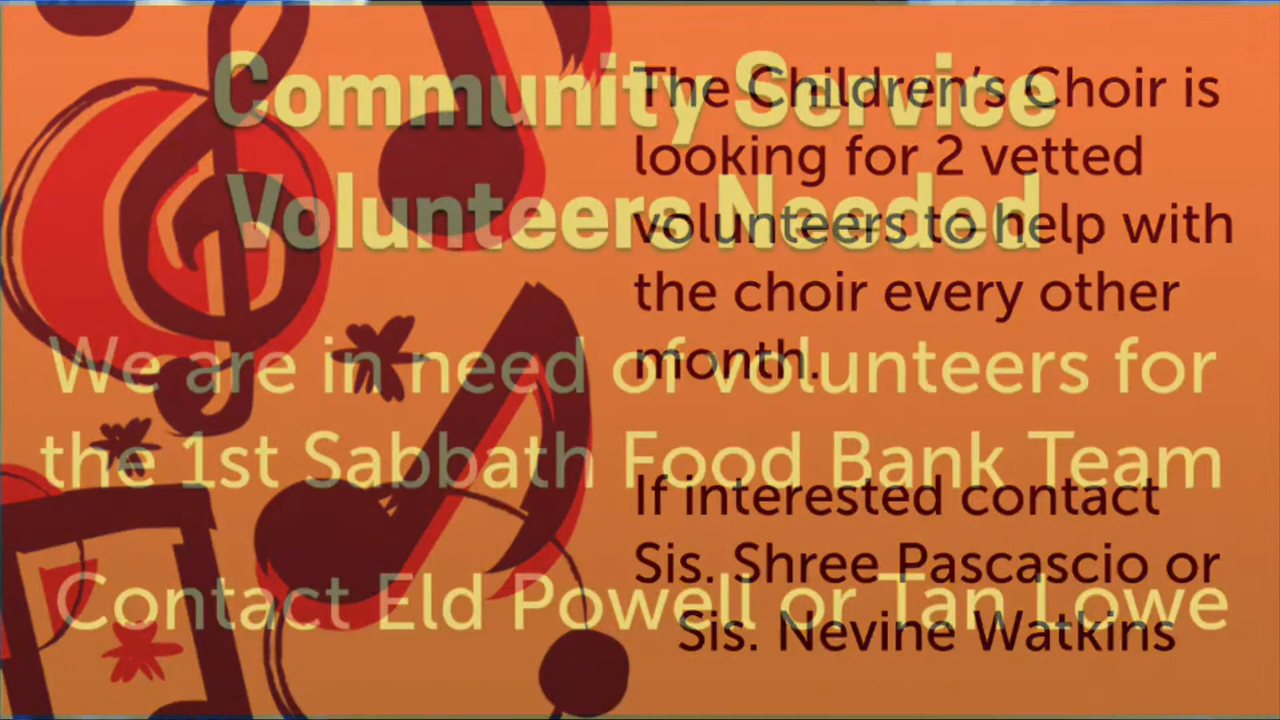 Community Service
Volunteers Needed
We are in need of volunteers for
the 1st Sabbath Food Bank Team
Contact Eld Powell or Tan Lowe
The Children's Choir is
looking for 2 vetted
volunteers to help with
the choir every other
month.
If interested contact
Sis. Shree Pascascio or
Sis. Nevine Watkins